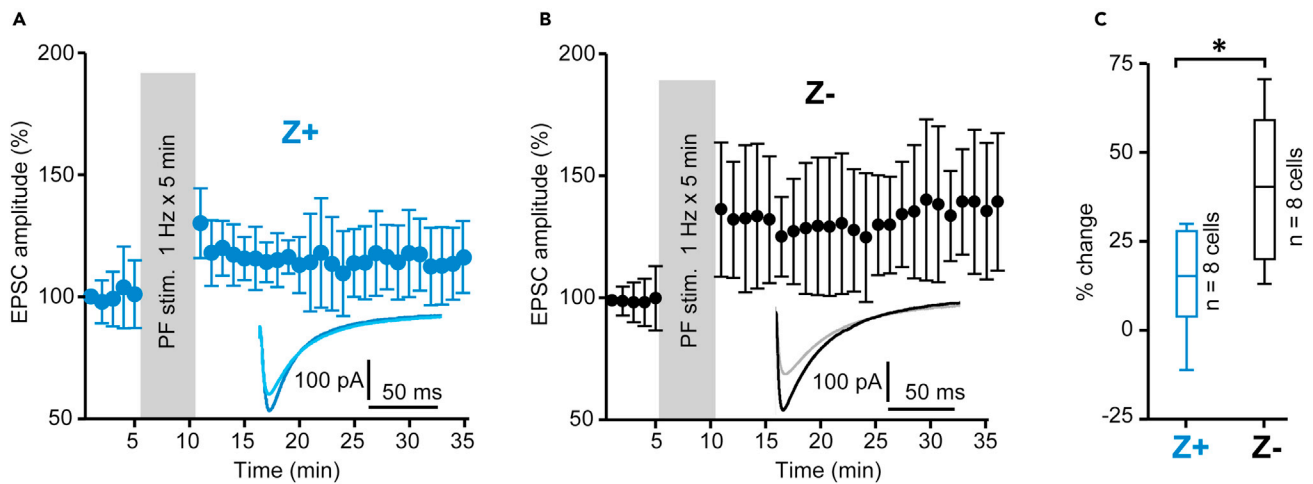 A
200
150
100
50
EPSC amplitude (%)
PF stim. 1 Hz x 5 min
Z+
100 pA
50 ms
5
10
15
20
25
30
35
Time (min)
B
200
150
100
50
EPSC amplitude (%)
PF stim. 1 Hz x 5 min
Z-
100 pA
50 ms
5
10
15
20
25
30
35
Time (min)
C
75
50
25
0
-25
% change
*
n = 8 cells
n = 8 cells
Z+
Z-